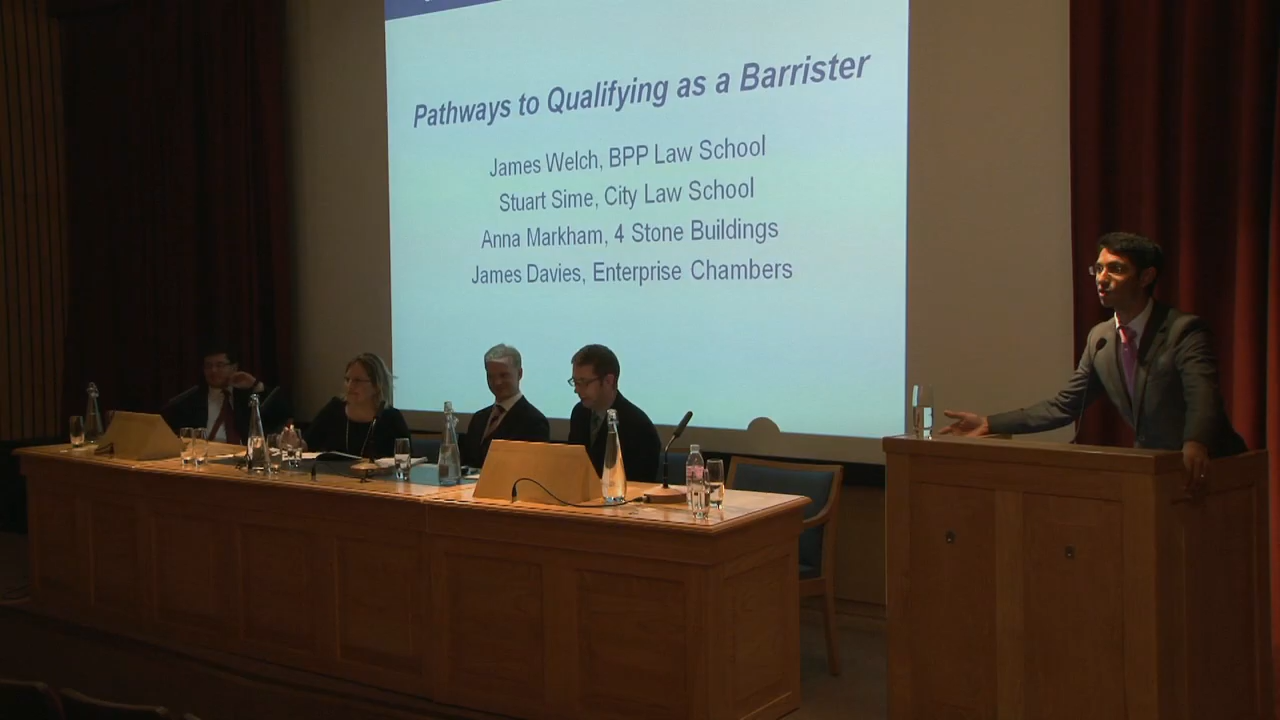 Pathways to Qualifying as a Barrister
James Welch, BPP Law School
Stuart Sime, City Law School
Anna Markham, 4 Stone Buildings
James Davies, Enterprise Chambers